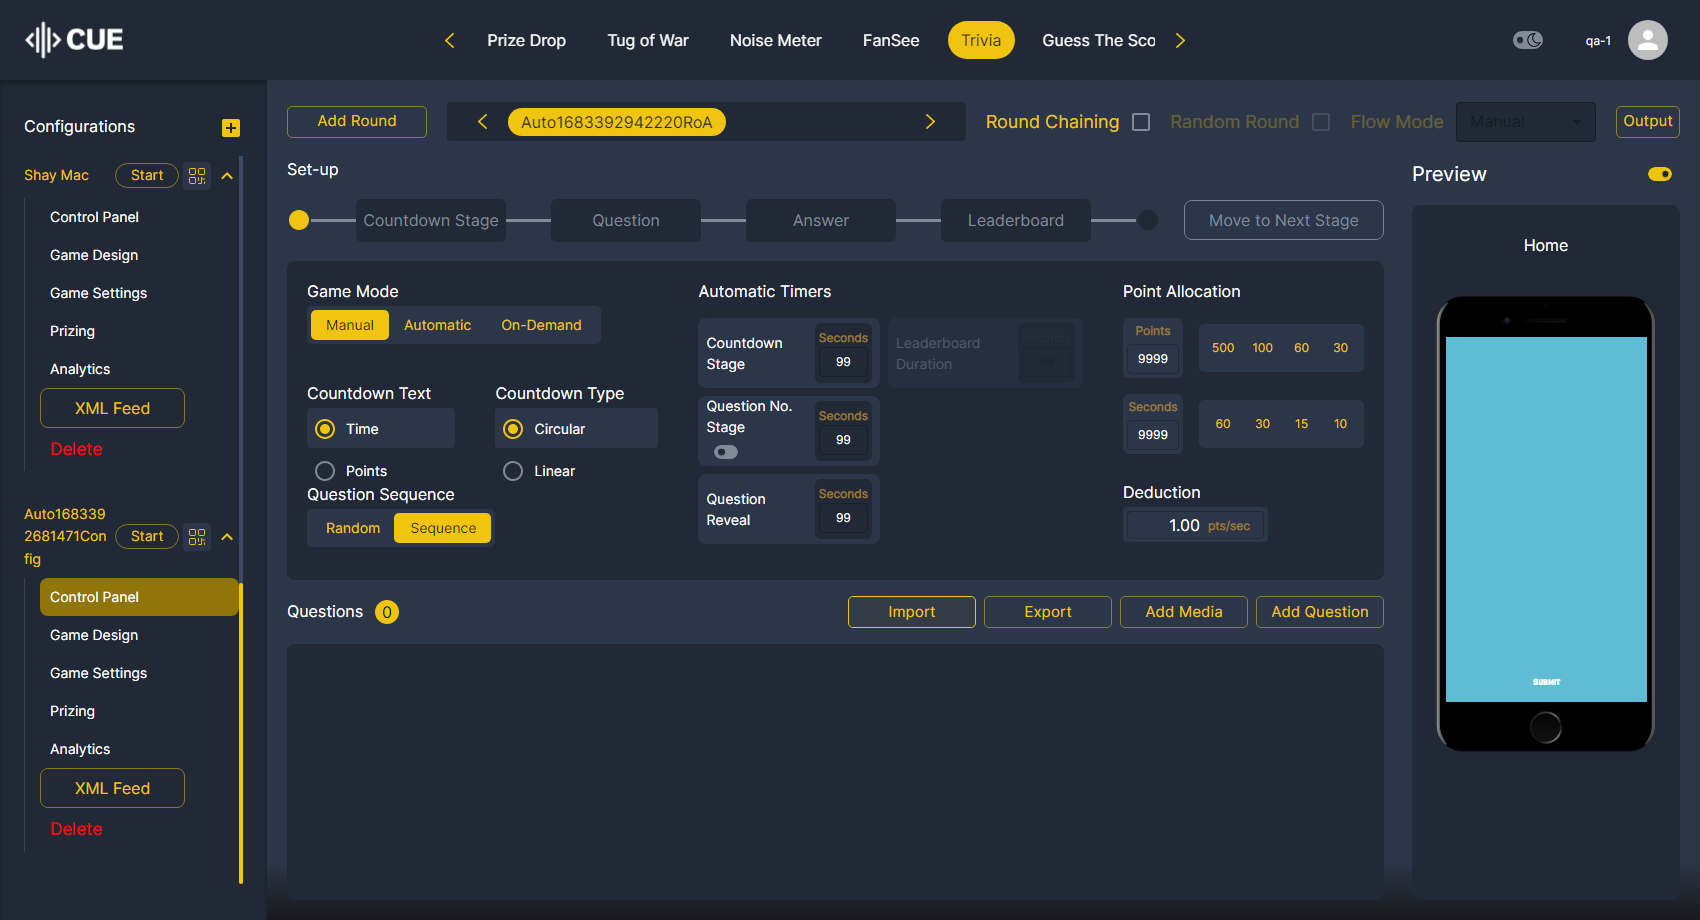 CUE
Prize Drop
Tug of War
Noise Meter
FanSee
Trivia
Guess The Sco
qa-1
Configurations
Shay Mac
Start
Control Panel
Game Design
Game Settings
Prizing
Analytics
XML Feed
Delete
Auto168339
2681471Con
fig
Start
Control Panel
Game Design
Game Settings
Prizing
Analytics
XML Feed
Delete
Add Round
Auto1683392942220RoA
Round Chaining
Random Round
Flow Mode
Manual
Output
Set-up
Countdown Stage
Question
Answer
Leaderboard
Move to Next Stage
Game Mode
Manual
Automatic
On-Demand
Countdown Text
Time
Points
Countdown Type
Circular
Linear
Question Sequence
Random
Sequence
Automatic Timers
Countdown
Stage
Seconds
99
Leaderboard
Duration
Seconds
99
Question No.
Stage
Seconds
99
Question
Reveal
Seconds
99
Point Allocation
Points
9999
500
100
60
30
Seconds
9999
60
30
15
10
Deduction
1.00 pts/sec
Questions
0
Import
Export
Add Media
Add Question
Preview
Home
SUBMIT